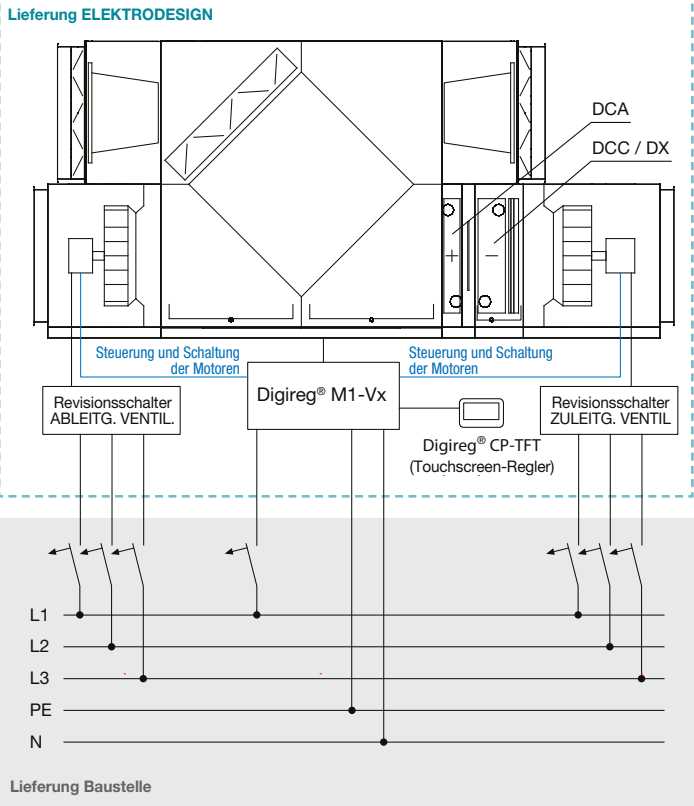 Lieferung ELEKTRODESIGN
DCA
DCC / DX
+
−
Steuerung und Schaltung
der Motoren
Steuerung und Schaltung
der Motoren
Revisionsschalter
ABLEITG. VENTIL.
Digireg® M1-Vx
Revisionsschalter
ZULEITG. VENTIL
Digireg® CP-TFT
(Touchscreen-Regler)
L1
L2
L3
PE
N
Lieferung Baustelle